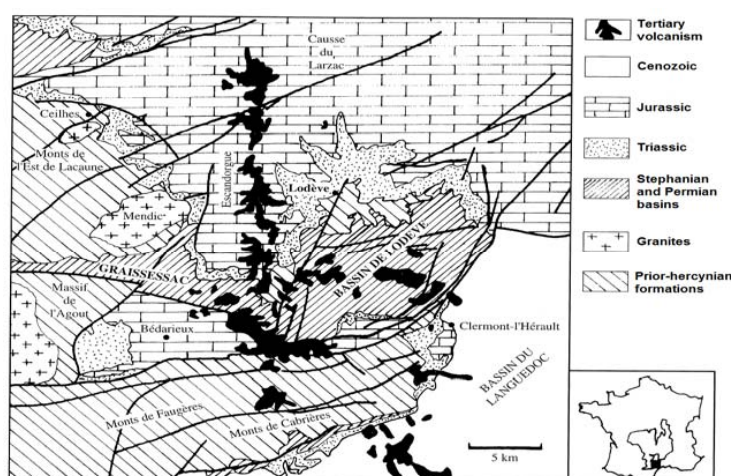 Causse
du
Larzac
Ceilhes
Monts de
l'Est de Lacaune
Escandorgue
Lodève
Mendic
GRAISSESSAC
BASSIN DE LODEVE
Massif
de
l'Agout
Bédarieux
Clermont-l'Hérault
BASSIN DU
LANGUEDOC
Monts de Faugères
Monts de Cabrières
5 km
Tertiary
volcanism
Cenozoic
Jurassic
Triassic
Stephanian
and Permian
basins
Granites
Prior-hercynian
formations